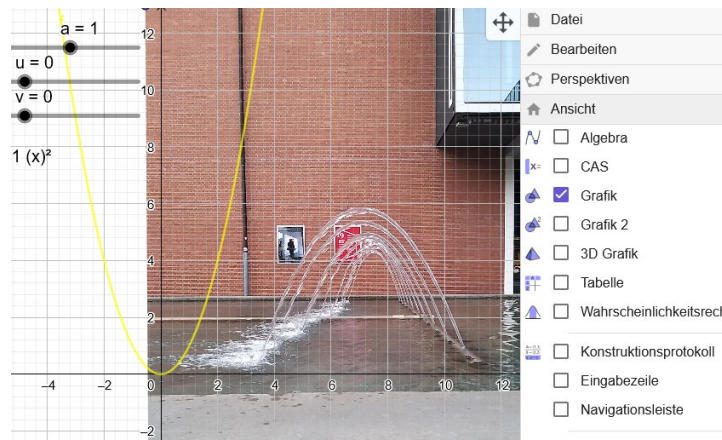 a = 1
u = 0
v = 0
1 (x)²
12
10
8
6
4
2
−2
−4 −2 0 2 4 6 8 10 12
Datei
Bearbeiten
Perspektiven
Ansicht
Algebra
x= CAS
Grafik
Grafik 2
3D Grafik
Tabelle
Wahrscheinlichkeitsrech
Konstruktionsprotokoll
Eingabezeile
Navigationsleiste